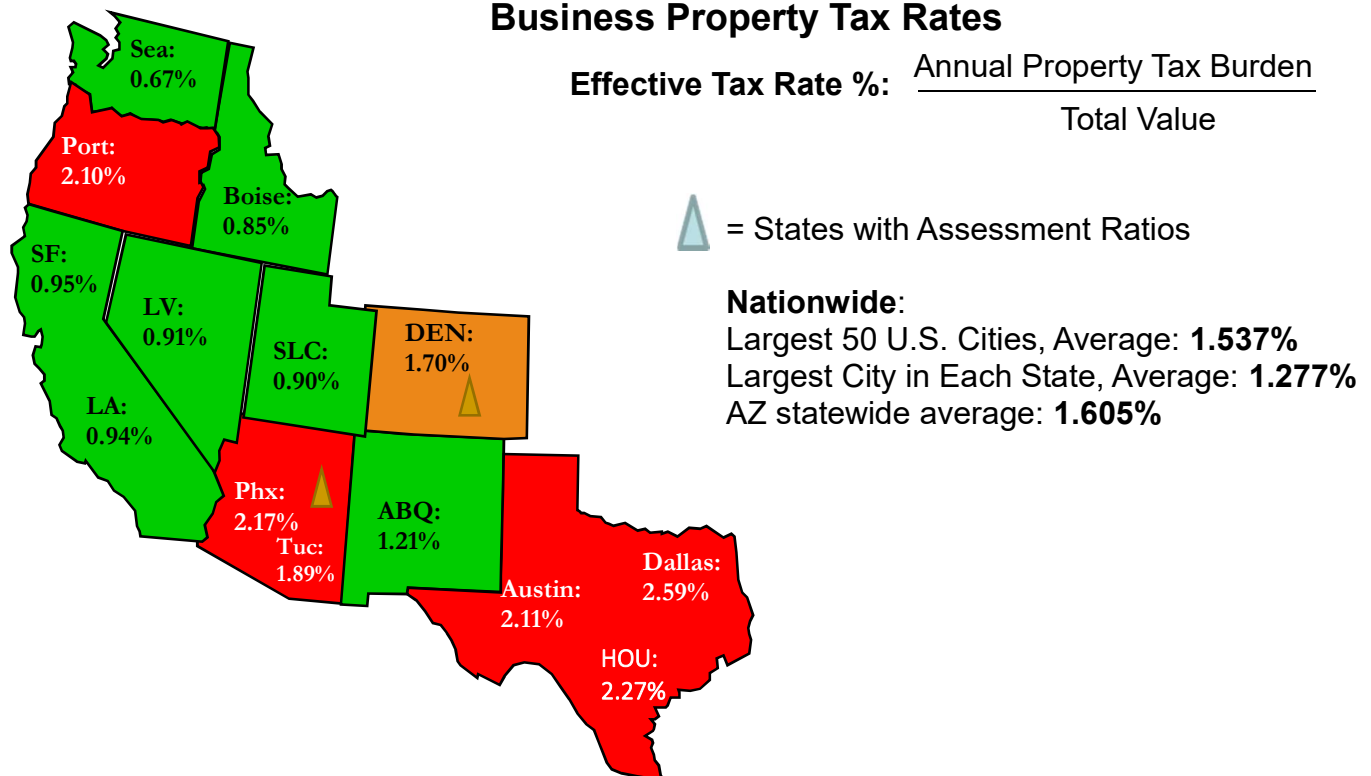 Business Property Tax Rates
Effective Tax Rate %:
Annual Property Tax Burden
Total Value
= States with Assessment Ratios
Nationwide:
Largest 50 U.S. Cities, Average: 1.537%
Largest City in Each State, Average: 1.277%
AZ statewide average: 1.605%
Sea:
0.67%
Port:
2.10%
Boise:
0.85%
SF:
0.95%
LV:
0.91%
SLC:
0.90%
DEN:
1.70%
LA:
0.94%
Phx:
2.17%
Tuc:
1.89%
ABQ:
1.21%
Austin:
2.11%
Dallas:
2.59%
HOU:
2.27%